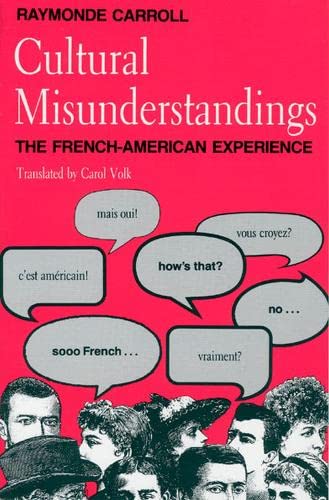 RAYMONDE CARROLL
Cultural
Misunderstandings
THE FRENCH-AMERICAN EXPERIENCE
Translated by Carol Volk
mais oui!
vous croyez?
c'est américain!
how's that?
no...
sooo French...
vraiment?